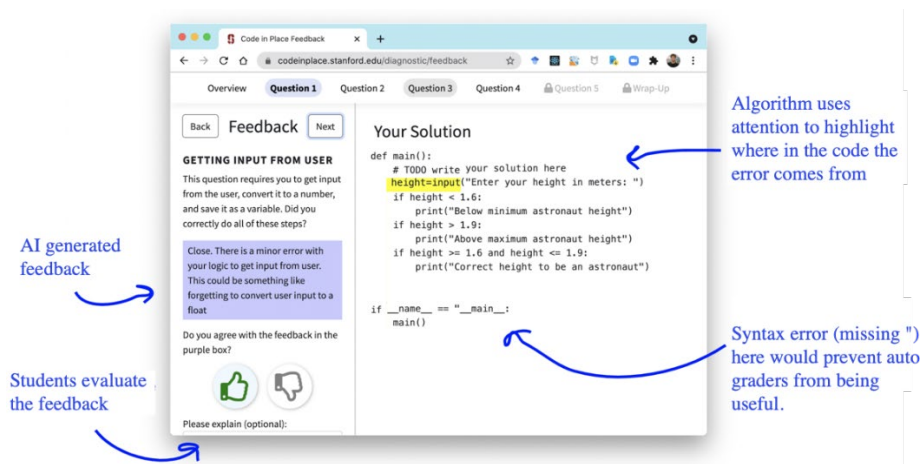 Code in Place Feedback
codeinplace.stanford.edu/diagnostic/feedback
Overview Question 1 Question 2 Question 3 Question 4 Question 5 Wrap-Up
Back Feedback Next
GETTING INPUT FROM USER
This question requires you to get input
from the user, convert it to a number,
and save it as a variable. Did you
correctly do all of these steps?
Close. There is a minor error with
your logic to get input from user.
This could be something like
forgetting to convert user input to a
float
Do you agree with the feedback in the
purple box?
Please explain (optional):
Your Solution
def main():
# TODO write your solution here
height=input("Enter your height in meters: ")
if height < 1.6:
print("Below minimum astronaut height")
if height > 1.9:
print("Above maximum astronaut height")
if height >= 1.6 and height <= 1.9:
print("Correct height to be an astronaut")
if __name__ == "__main__:
main()
AI generated
feedback
Students evaluate
the feedback
Algorithm uses
attention to highlight
where in the code the
error comes from
Syntax error (missing ")
here would prevent auto
graders from being
useful.